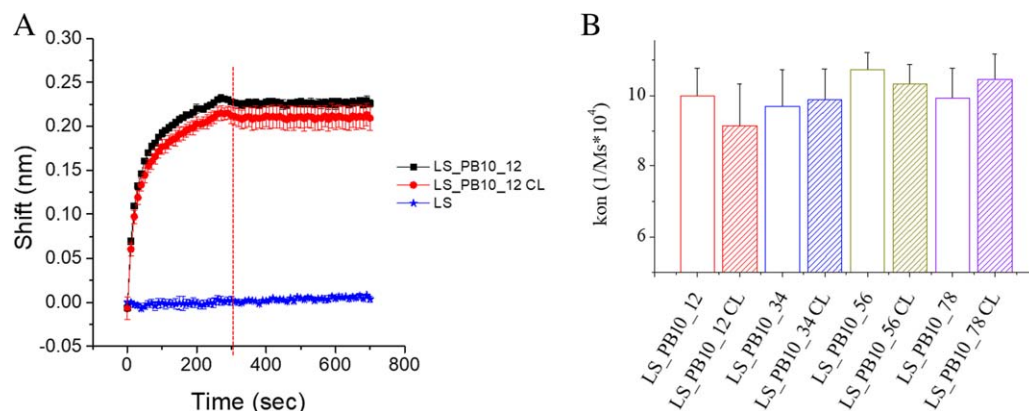 A
0.30
0.25
0.20
0.15
0.10
0.05
0.00
-0.05
Shift (nm)
0
200
400
600
800
Time (sec)
LS_PB10_12
LS_PB10_12 CL
LS
B
10
8
6
kon (1/Ms*10^4)
LS_PB10_12
LS_PB10_12 CL
LS_PB10_34
LS_PB10_34 CL
LS_PB10_56
LS_PB10_56 CL
LS_PB10_78
LS_PB10_78 CL